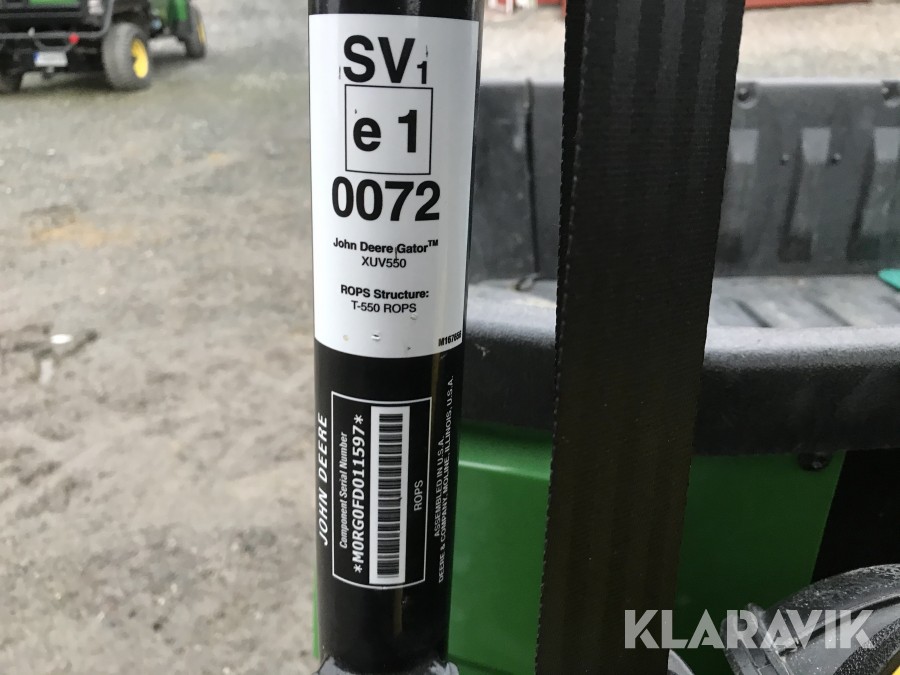 SV1
e 1
0072
John Deere Gator™
XUV550
ROPS Structure:
T-550 ROPS
JOHN DEERE
Component Serial Number
*M0RG0FD011597*
ROPS
ASSEMBLED IN U.S.A.
DEERE & COMPANY, MOLINE, ILLINOIS, U.S.A.
KLARAVIK